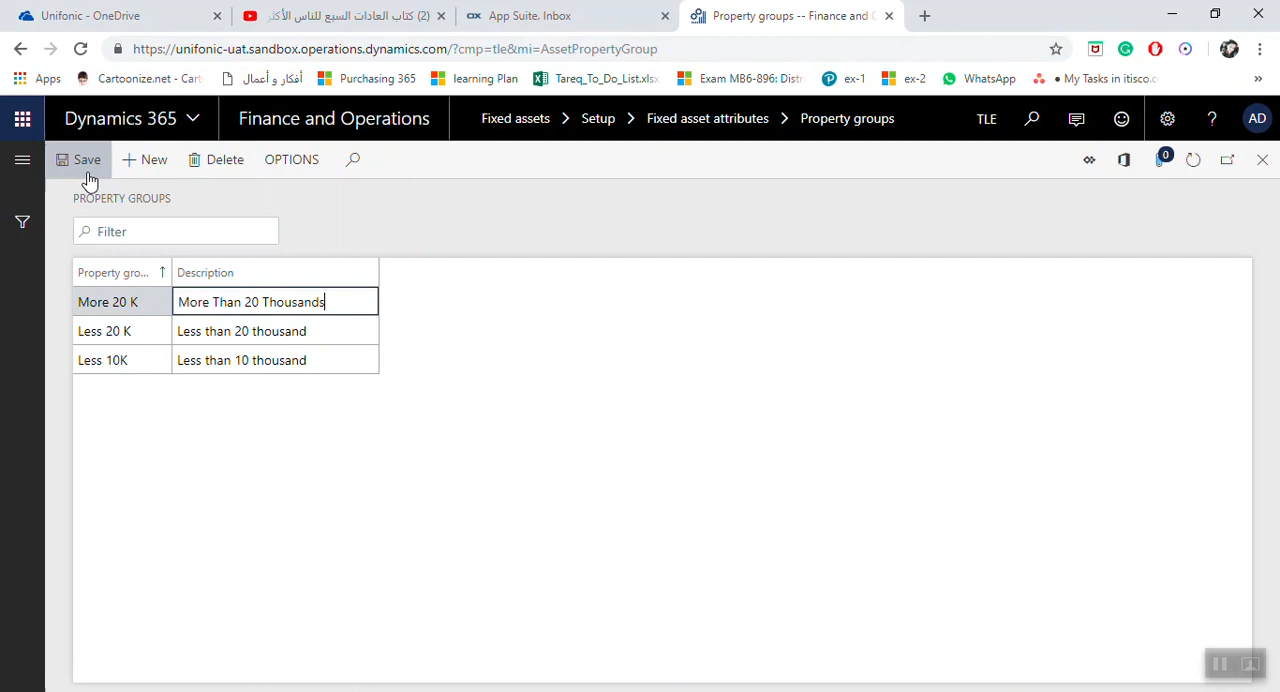 Unifonic - OneDrive
(2) كتاب العادات السبع للناس الأكثر
App Suite. Inbox
Property groups -- Finance and
https://unifonic-uat.sandbox.operations.dynamics.com/?cmp=tle&mi=AssetPropertyGroup
Apps
Cartoonize.net - Cart
أفكار و أعمال
Purchasing 365
learning Plan
Tareq_To_Do_List.xlsx
Exam MB6-896: Distr
ex-1
ex-2
WhatsApp
• My Tasks in itisco.c
»
Dynamics 365
Finance and Operations
Fixed assets > Setup > Fixed asset attributes > Property groups
TLE
?
AD
Save
+ New
Delete
OPTIONS
0
PROPERTY GROUPS
Filter
Property gro... ↑ Description
More 20 K More Than 20 Thousands
Less 20 K Less than 20 thousand
Less 10K Less than 10 thousand